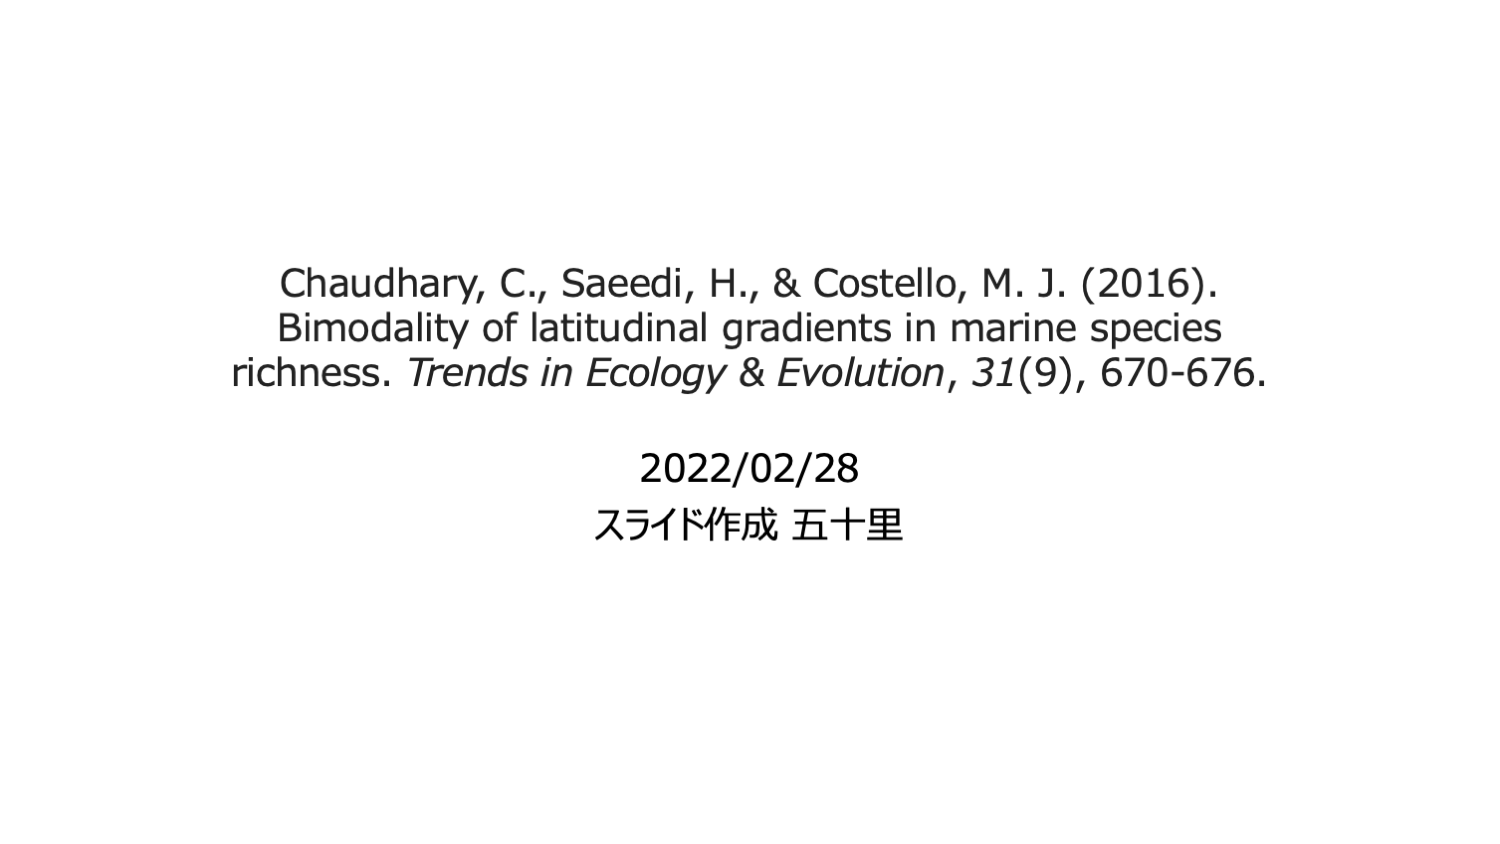 Chaudhary, C., Saeedi, H., & Costello, M. J. (2016).
Bimodality of latitudinal gradients in marine species
richness. Trends in Ecology & Evolution, 31(9), 670-676.
2022/02/28
スライド作成 五十里